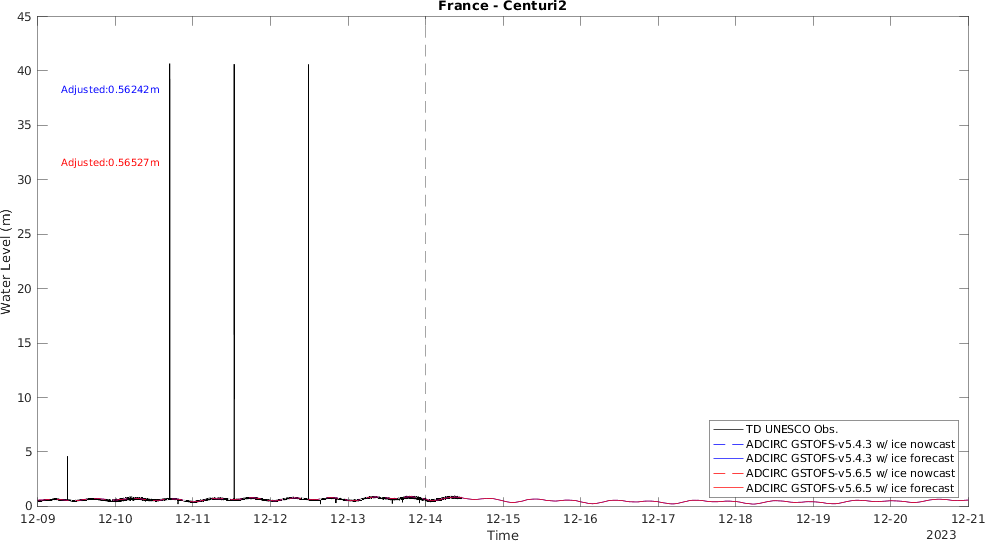 France - Centuri2
45
40
35
30
25
20
15
10
5
0
Water Level (m)
Adjusted:0.56242m
Adjusted:0.56527m
TD UNESCO Obs.
ADCIRC GSTOFS-v5.4.3 w/ ice nowcast
ADCIRC GSTOFS-v5.4.3 w/ ice forecast
ADCIRC GSTOFS-v5.6.5 w/ ice nowcast
ADCIRC GSTOFS-v5.6.5 w/ ice forecast
12-09 12-10 12-11 12-12 12-13 12-14 12-15 12-16 12-17 12-18 12-19 12-20 12-21
Time
2023